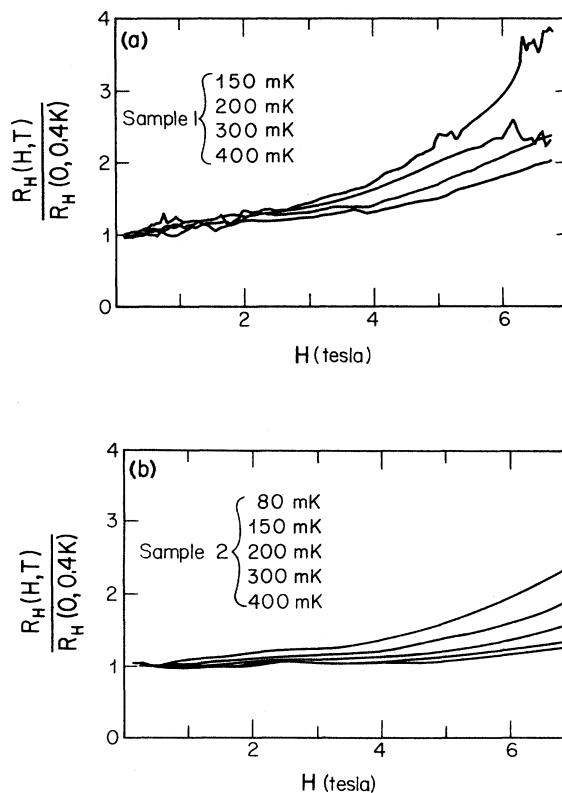 (a)
4
3
2
1
0
R_H(H,T)
R_H(0,0.4K)
Sample 1
150 mK
200 mK
300 mK
400 mK
2
4
6
H (tesla)
(b)
4
3
2
1
0
R_H(H,T)
R_H(0,0.4K)
Sample 2
80 mK
150 mK
200 mK
300 mK
400 mK
2
4
6
H (tesla)